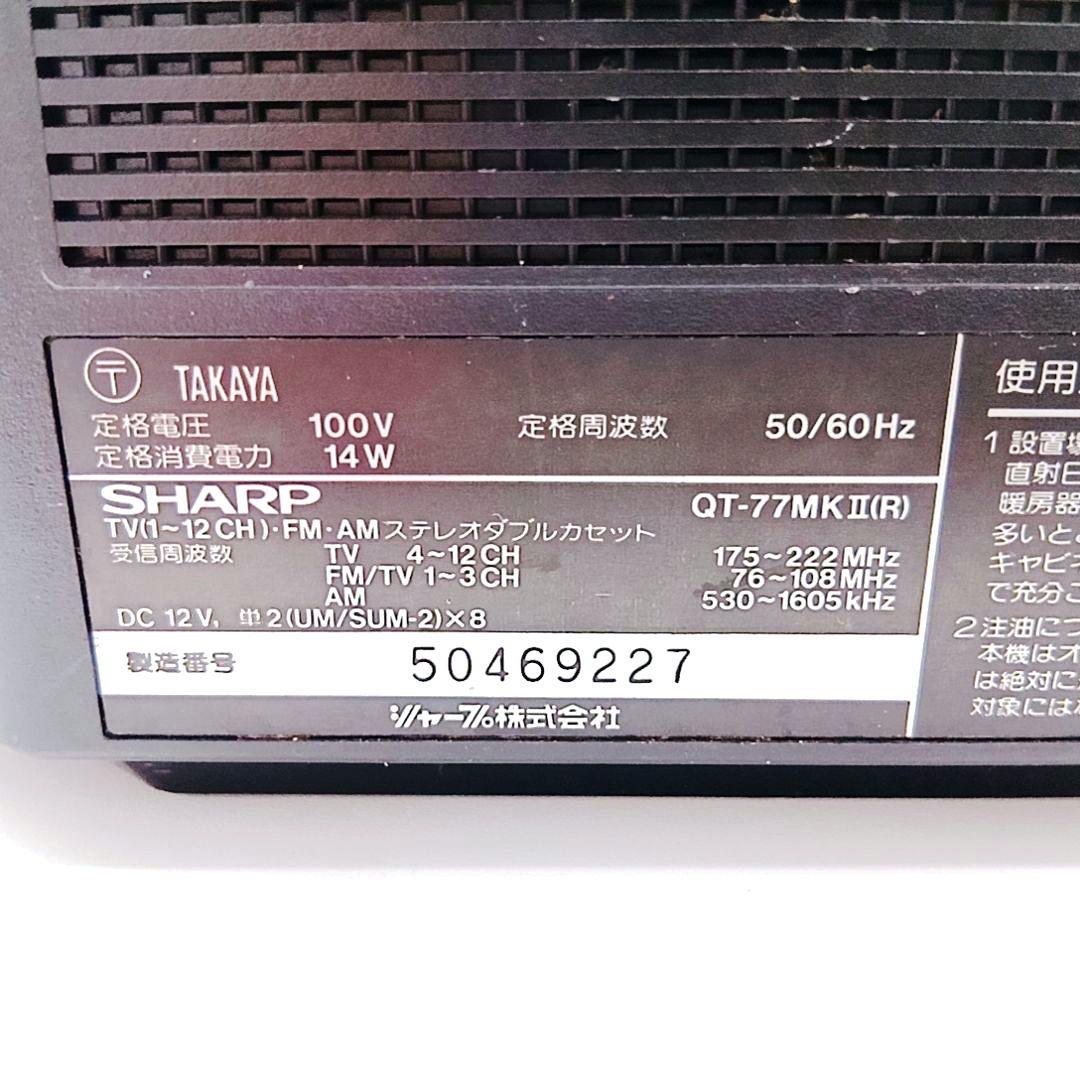 〒 TAKAYA
定格電圧 100V 定格周波数 50/60Hz
定格消費電力 14W
SHARP QT-77MKⅡ(R)
TV(1~12CH)·FM·AMステレオダブルカセット
受信周波数 TV 4~12CH 175~222MHz
FM/TV 1~3CH 76~108MHz
AM 530~1605kHz
DC 12V, 単2(UM/SUM-2)×8
製造番号 50469227
シャープ株式会社
使用
1 設置場
直射日
暖房器
多いと
キャビネ
で充分
2 注油につ
本機はオ
は絶対に
対象には